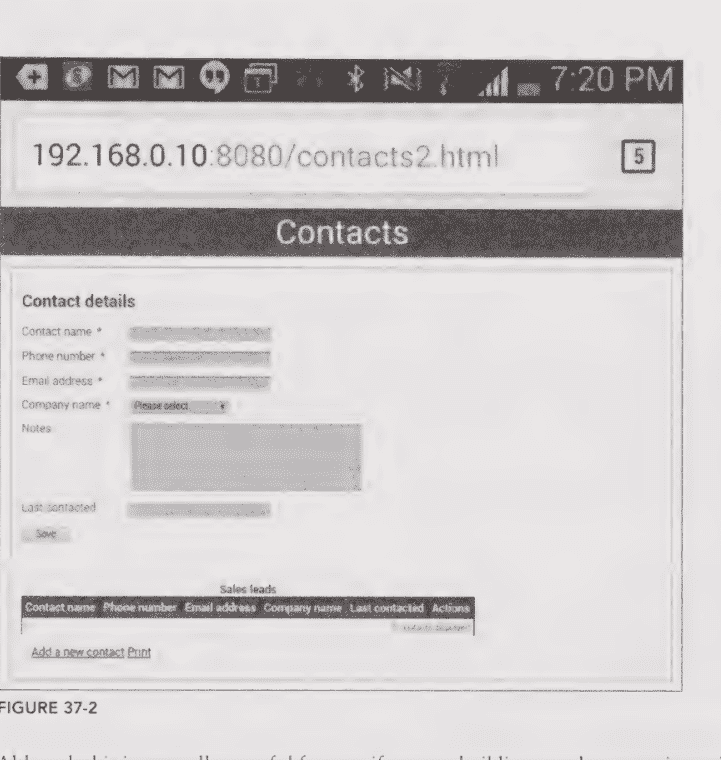 7:20 PM
192.168.0.10:8080/contacts2.html
5
Contacts
Contact details
Contact name *
Phone number *
Email address *
Company name *
Please select
Notes
Last contacted
Save
Sales leads
Contact name Phone number Email address Company name Last contacted Actions
Add a new contact Print
FIGURE 37-2